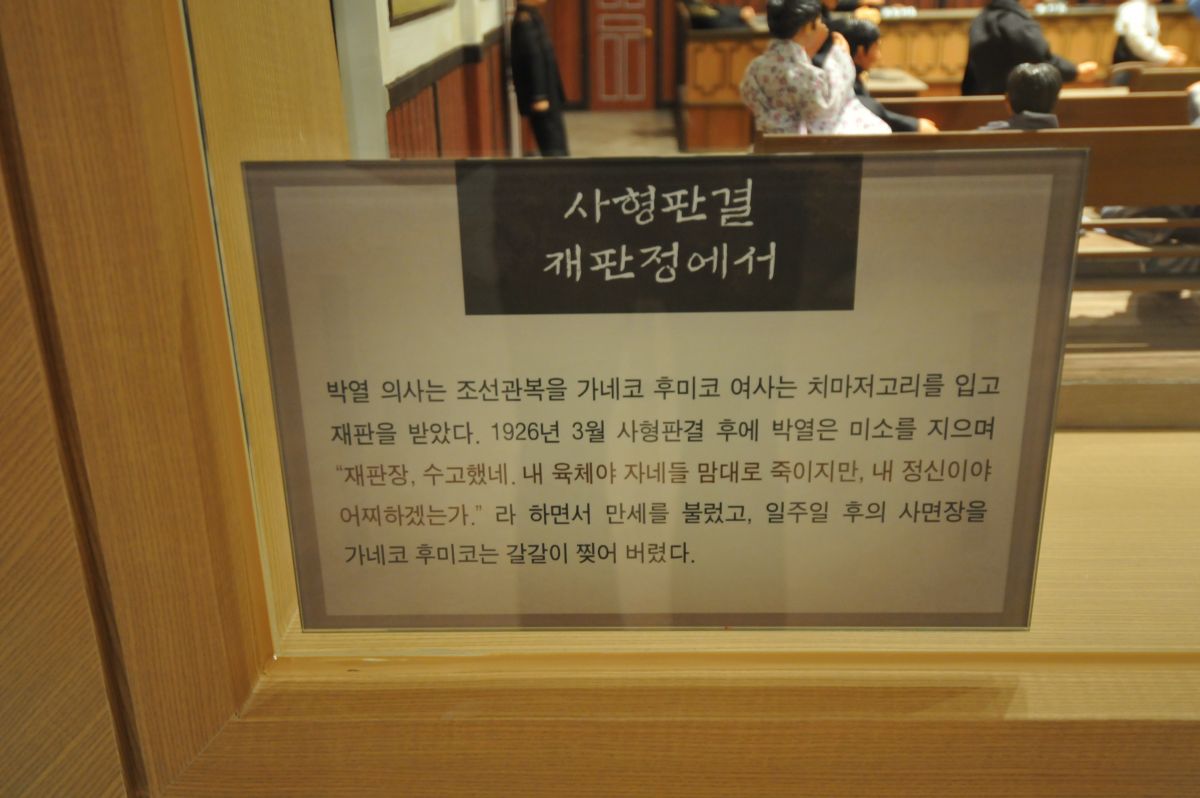 사형판결
재판정에서
박열 의사는 조선관복을 가네코 후미코 여사는 치마저고리를 입고
재판을 받았다. 1926년 3월 사형판결 후에 박열은 미소를 지으며
“재판장, 수고했네. 내 육체야 자네들 맘대로 죽이지만, 내 정신이야
어찌하겠는가.” 라 하면서 만세를 불렀고, 일주일 후의 사면장을
가네코 후미코는 갈갈이 찢어 버렸다.